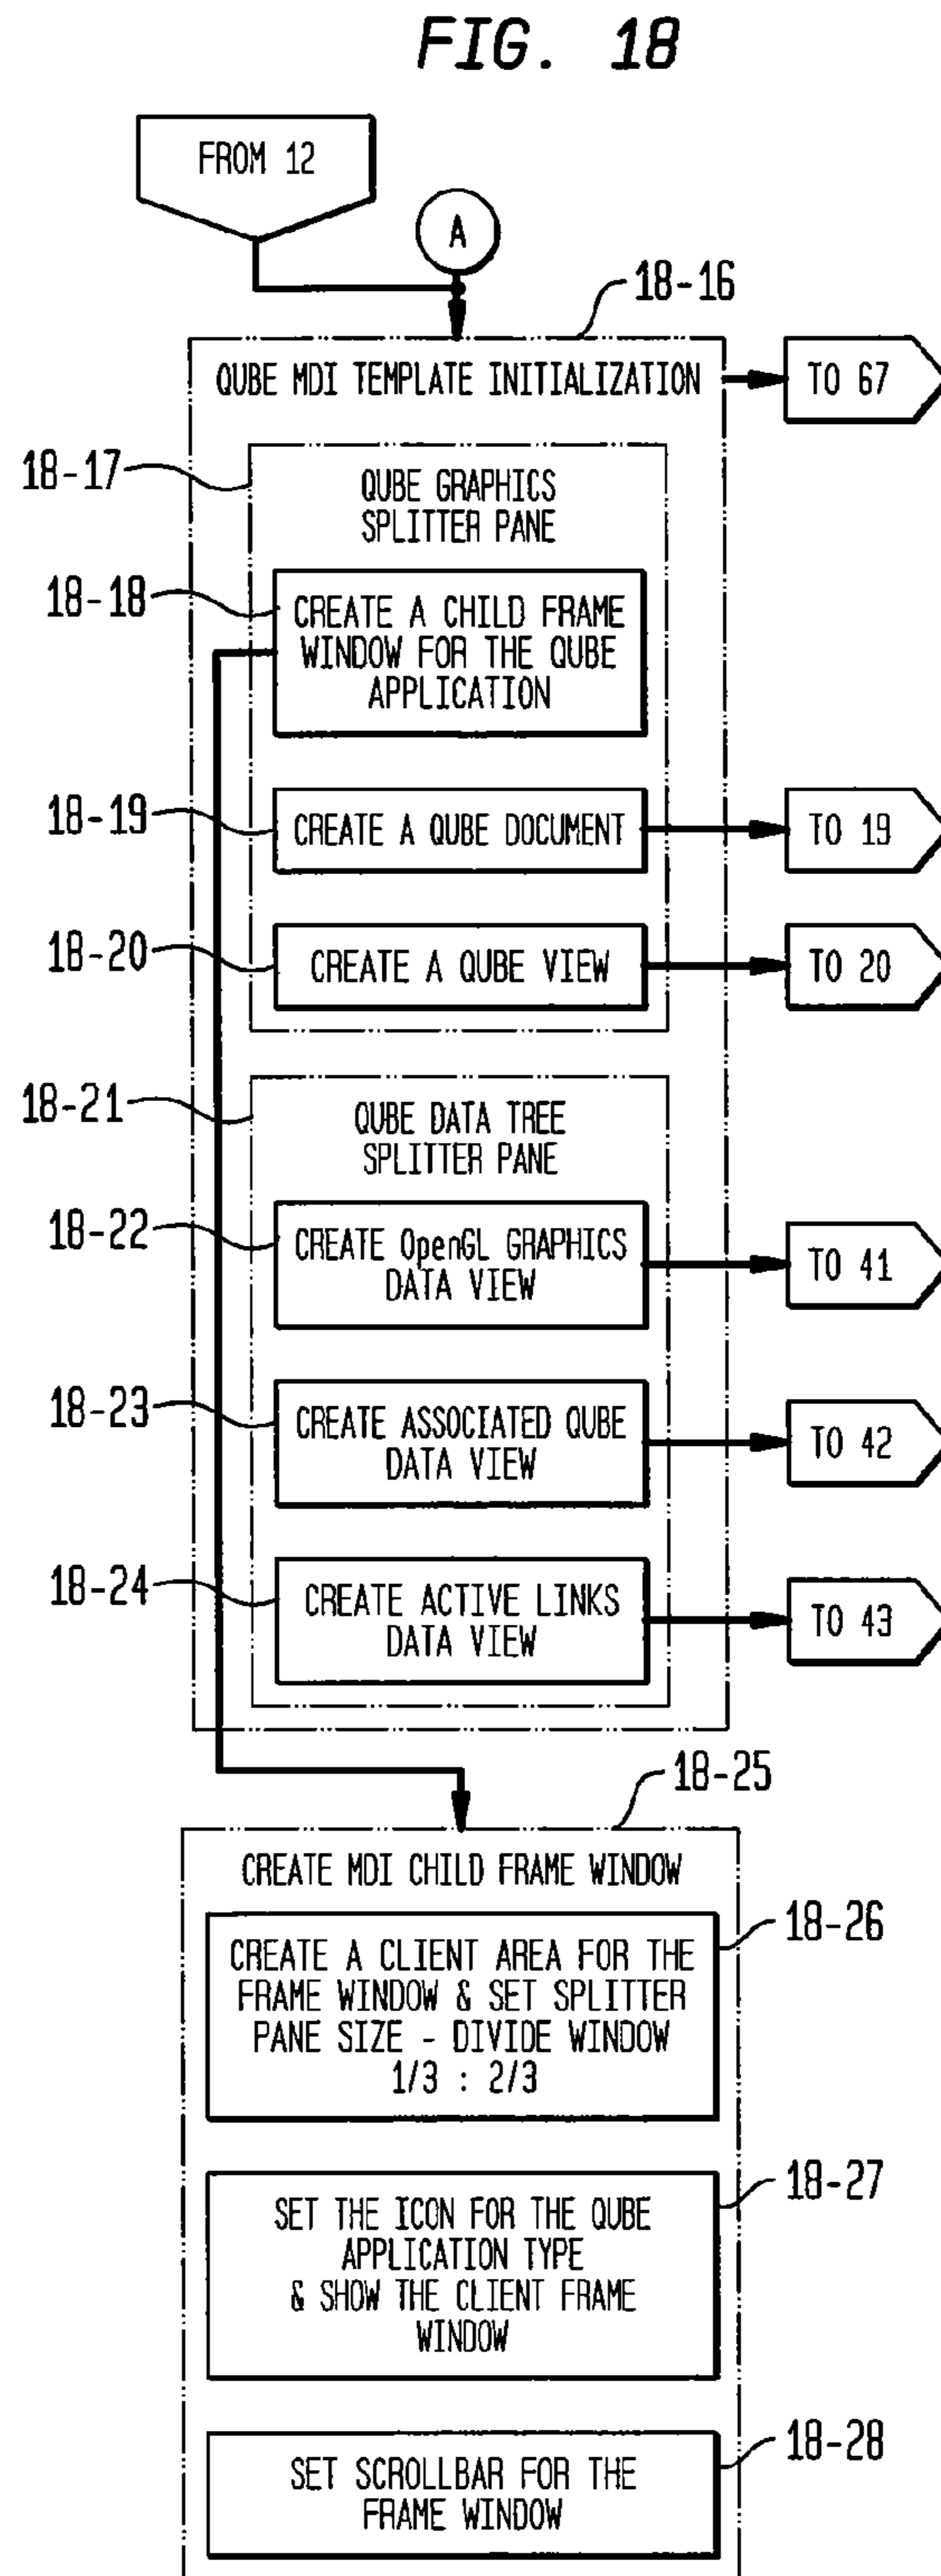 FIG. 18
FROM 12
A
18-16
QUBE MDI TEMPLATE INITIALIZATION
TO 67
18-17
QUBE GRAPHICS
SPLITTER PANE
18-18
CREATE A CHILD FRAME
WINDOW FOR THE QUBE
APPLICATION
18-19
CREATE A QUBE DOCUMENT
TO 19
18-20
CREATE A QUBE VIEW
TO 20
18-21
QUBE DATA TREE
SPLITTER PANE
18-22
CREATE OpenGL GRAPHICS
DATA VIEW
TO 41
18-23
CREATE ASSOCIATED QUBE
DATA VIEW
TO 42
18-24
CREATE ACTIVE LINKS
DATA VIEW
TO 43
18-25
CREATE MDI CHILD FRAME WINDOW
18-26
CREATE A CLIENT AREA FOR THE
FRAME WINDOW & SET SPLITTER
PANE SIZE - DIVIDE WINDOW
1/3 : 2/3
18-27
SET THE ICON FOR THE QUBE
APPLICATION TYPE
& SHOW THE CLIENT FRAME
WINDOW
18-28
SET SCROLLBAR FOR THE
FRAME WINDOW